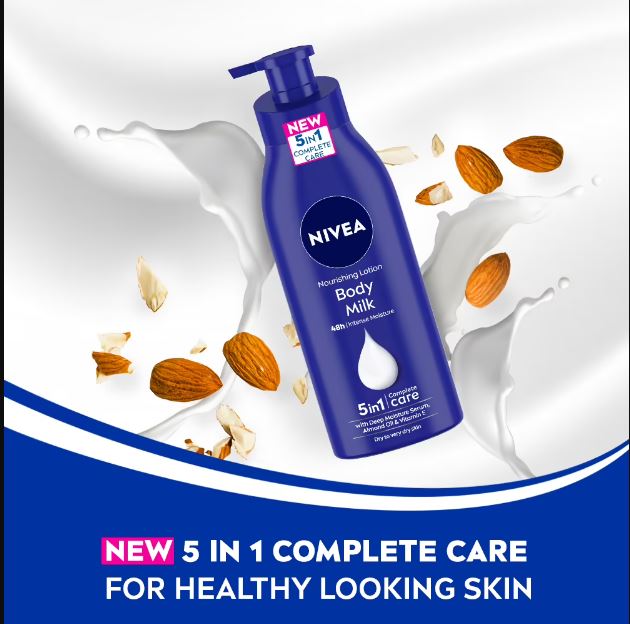 NEW
5IN1
COMPLETE
CARE
NIVEA
Nourishing Lotion
Body
Milk
48h | Intense Moisture
5in1 | Complete care
with Deep Moisture Serum,
Almond Oil & Vitamin E
Dry to very dry skin
NEW 5 IN 1 COMPLETE CARE
FOR HEALTHY LOOKING SKIN